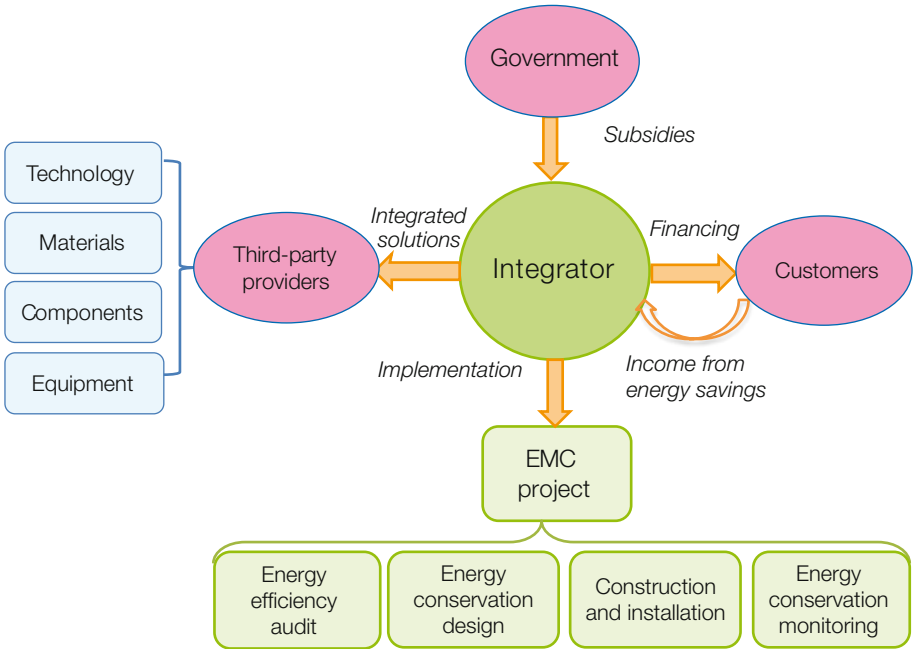 Government
Subsidies
Technology
Materials
Components
Equipment
Third-party
providers
Integrated
solutions
Integrator
Financing
Customers
Income from
energy savings
Implementation
EMC
project
Energy
efficiency
audit
Energy
conservation
design
Construction
and installation
Energy
conservation
monitoring